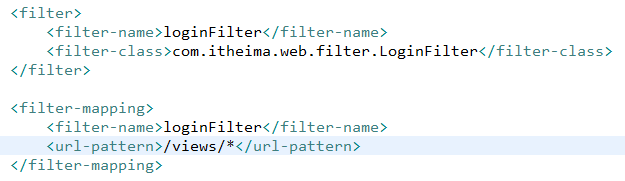 <filter>
    <filter-name>loginFilter</filter-name>
    <filter-class>com.itheima.web.filter.LoginFilter</filter-class>
</filter>

<filter-mapping>
    <filter-name>loginFilter</filter-name>
    <url-pattern>/views/*</url-pattern>
</filter-mapping>